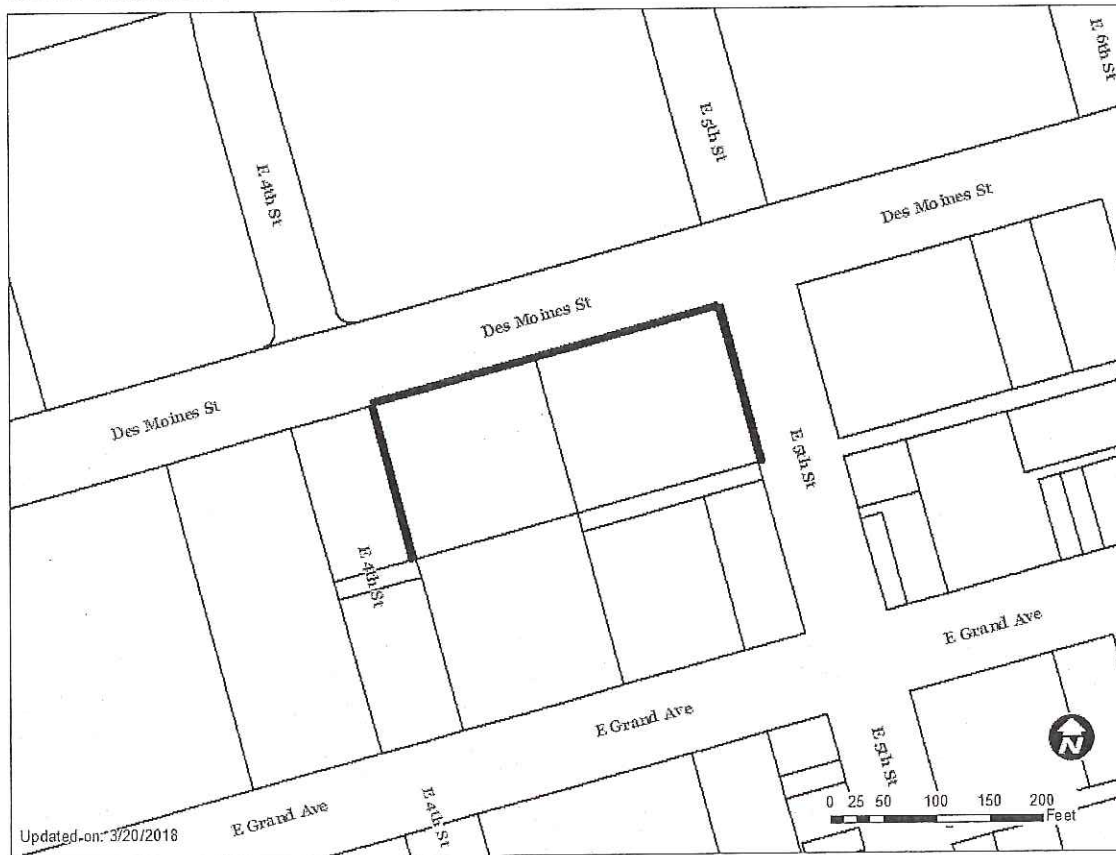 E 6th St
E 5th St
E 4th St
Des Moines St
Des Moines St
Des Moines St
E 5th St
E 4th St
E Grand Ave
E Grand Ave
N
E 5th St
E 4th St
E Grand Ave
0 25 50 100 150 200
Feet
Updated on: 3/20/2018